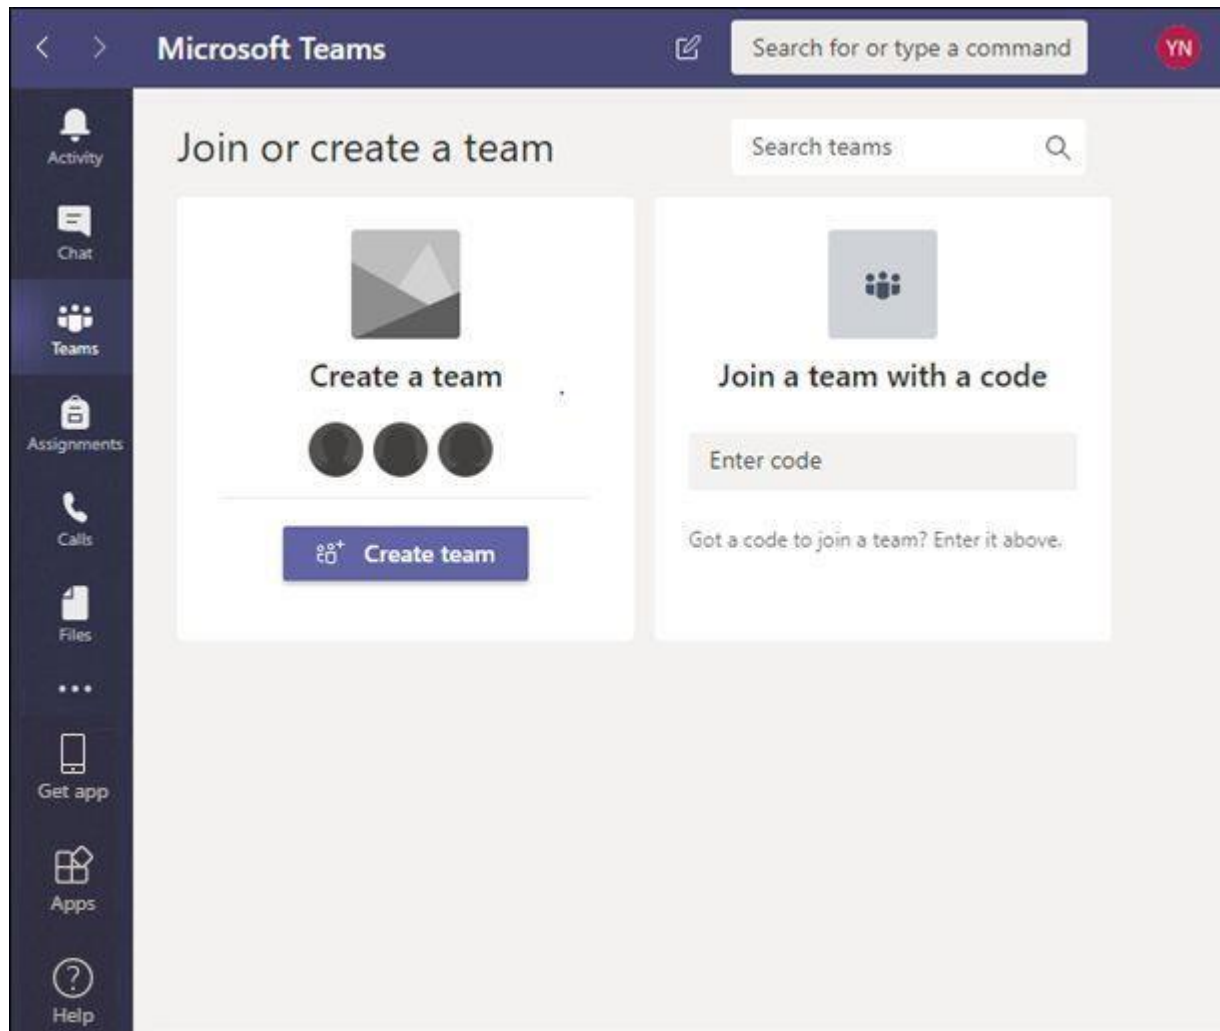 Microsoft Teams
Search for or type a command
YN
Activity
Chat
Teams
Assignments
Calls
Files
Get app
Apps
Help
Join or create a team
Search teams
Create a team
Create team
Join a team with a code
Enter code
Got a code to join a team? Enter it above.